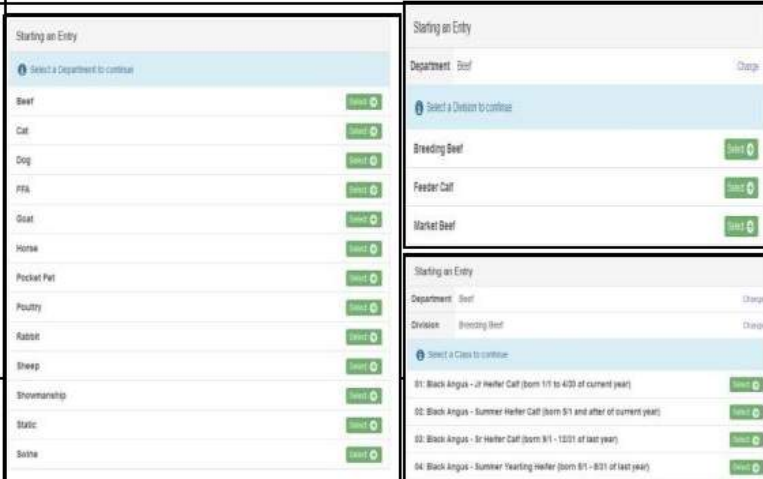 Starting an Entry
Select a Department to continue
Beef Select
Cat Select
Dog Select
FFA Select
Goat Select
Horse Select
Pocket Pet Select
Poultry Select
Rabbit Select
Sheep Select
Showmanship Select
Static Select
Swine Select
Starting an Entry
Department Beef Change
Select a Division to continue
Breeding Beef Select
Feeder Calf Select
Market Beef Select
Starting an Entry
Department Beef Change
Division Breeding Beef Change
Select a Class to continue
01: Black Angus - Jr Heifer Calf (born 1/1 to 4/30 of current year) Select
02: Black Angus - Summer Heifer Calf (born 5/1 and after of current year) Select
03: Black Angus - Sr Heifer Calf (born 9/1 - 12/31 of last year) Select
04: Black Angus - Summer Yearling Heifer (born 5/1 - 8/31 of last year) Select